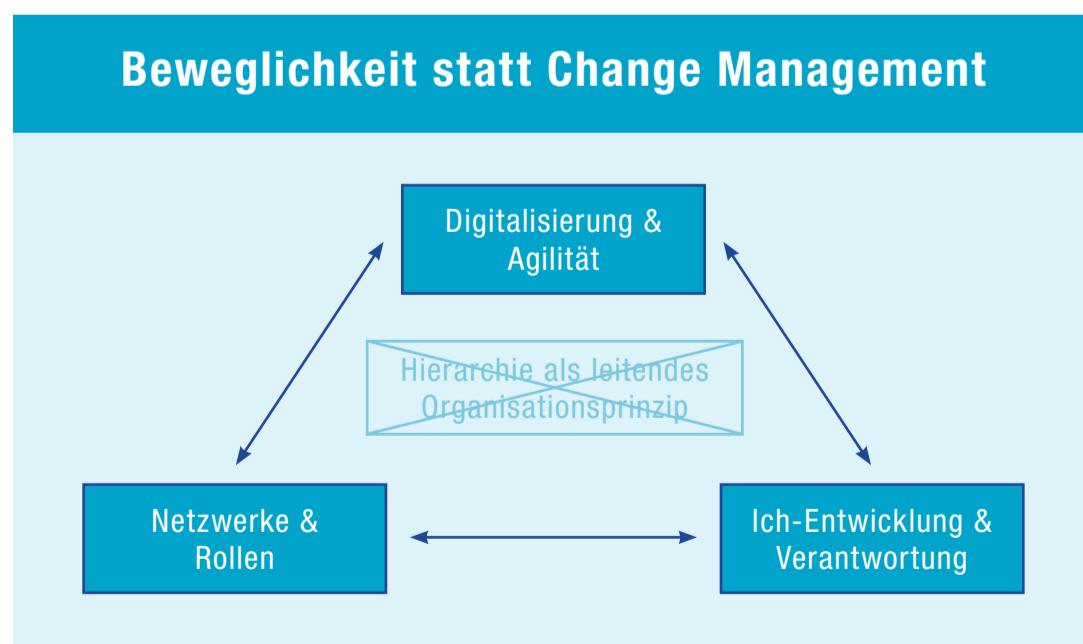 Beweglichkeit statt Change Management
Digitalisierung &
Agilität
Hierarchie als leitendes
Organisationsprinzip
Netzwerke &
Rollen
Ich-Entwicklung &
Verantwortung